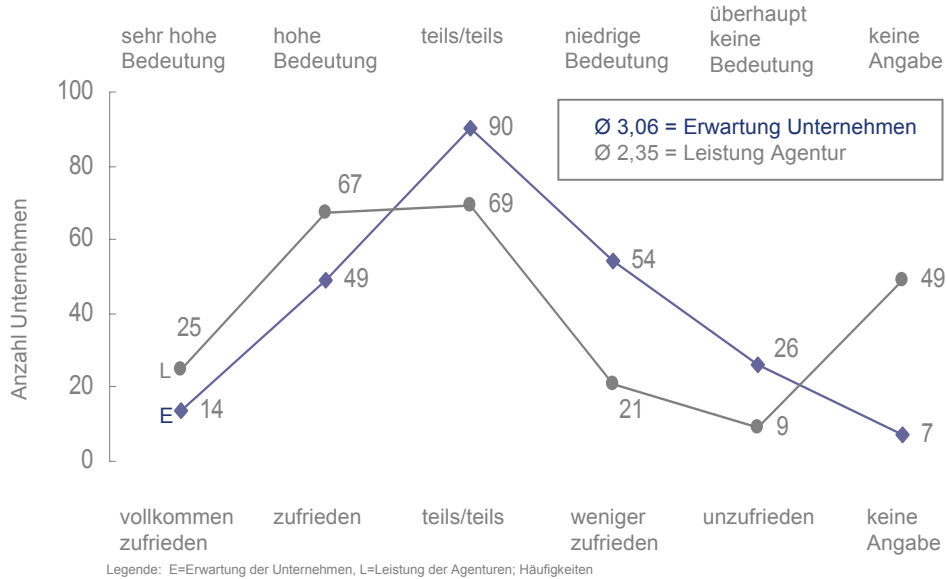 sehr hohe
Bedeutung
hohe
Bedeutung
teils/teils
niedrige
Bedeutung
überhaupt
keine
Bedeutung
keine
Angabe
Ø 3,06 = Erwartung Unternehmen
Ø 2,35 = Leistung Agentur
Anzahl Unternehmen
100
80
60
40
20
0
L
25
67
69
21
9
49
E
14
49
90
54
26
7
vollkommen
zufrieden
zufrieden
teils/teils
weniger
zufrieden
unzufrieden
keine
Angabe
Legende: E=Erwartung der Unternehmen, L=Leistung der Agenturen; Häufigkeiten